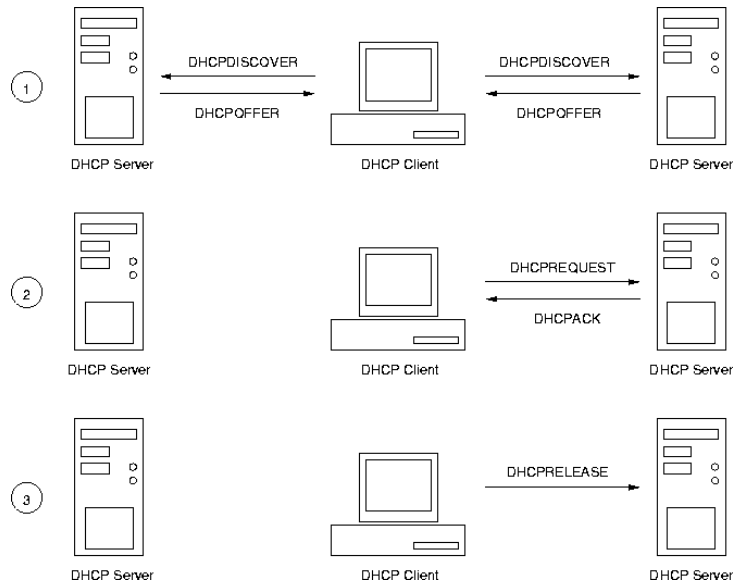 DHCPDISCOVER DHCPDISCOVER
1
DHCPOFFER DHCPOFFER
DHCP Server DHCP Client DHCP Server
DHCPREQUEST
2
DHCPACK
DHCP Server DHCP Client DHCP Server
DHCPRELEASE
3
DHCP Server DHCP Client DHCP Server